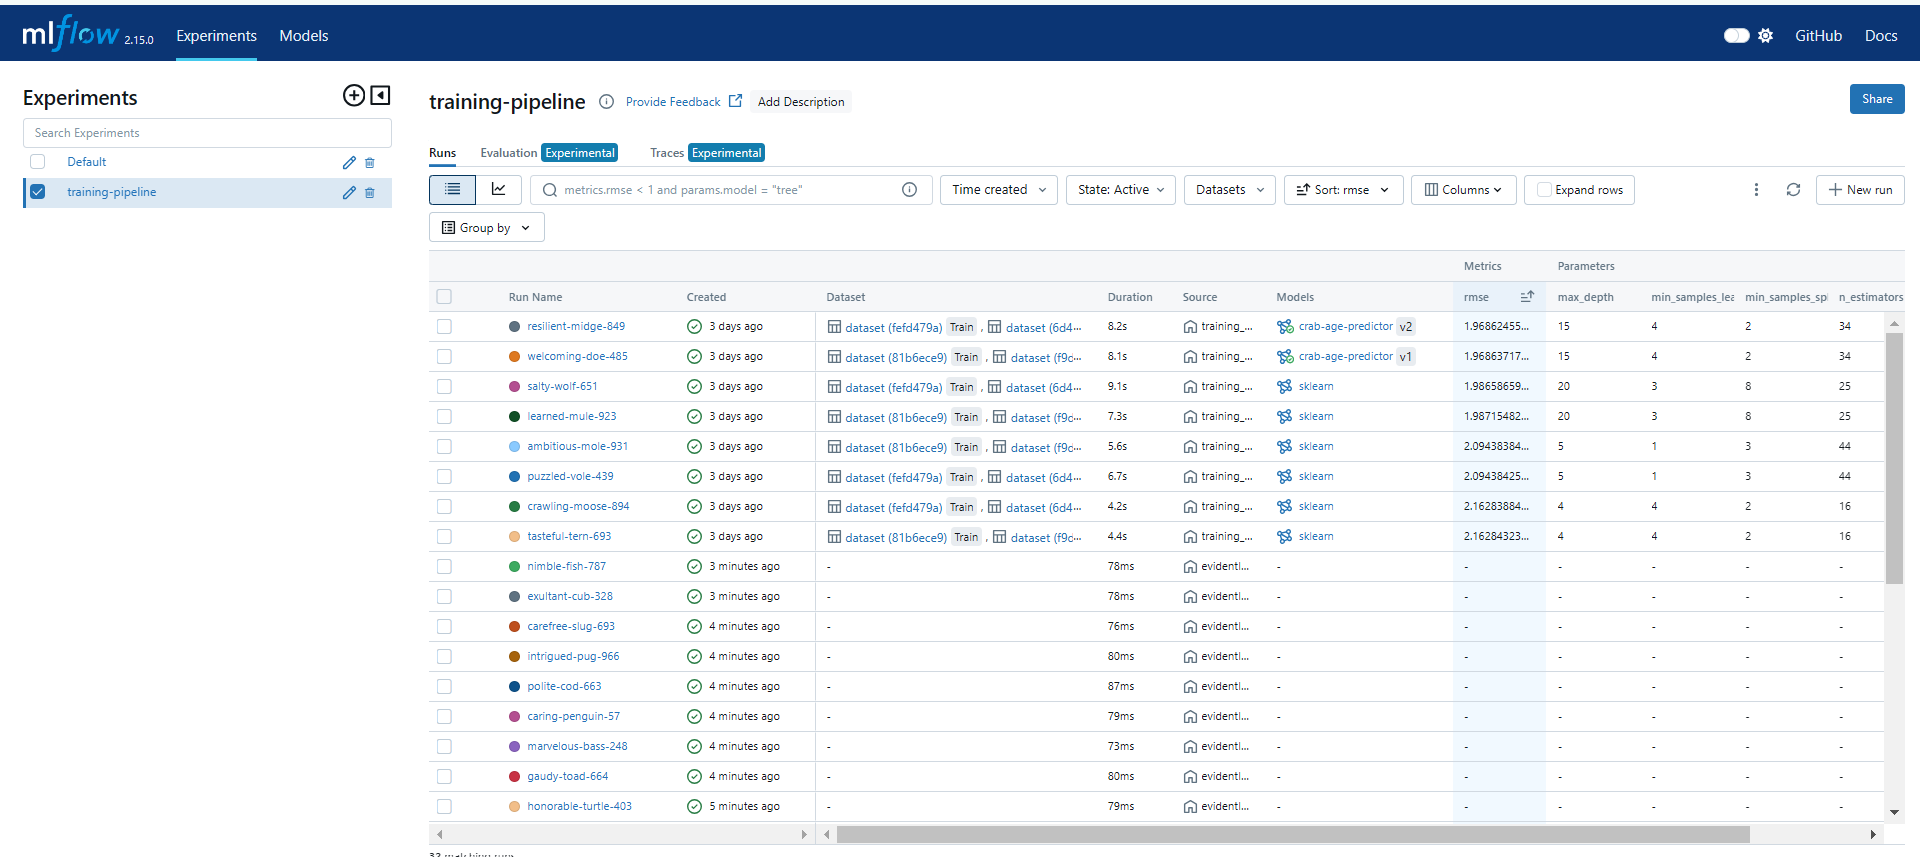 mlflow 2.15.0 Experiments Models GitHub Docs
Experiments
Search Experiments
Default
training-pipeline
training-pipeline Provide Feedback Add Description Share
Runs Evaluation Experimental Traces Experimental
metrics.rmse < 1 and params.model = "tree" Time created State: Active Datasets Sort: rmse Columns Expand rows New run
Group by
Metrics Parameters
Run Name Created Dataset Duration Source Models rmse max_depth min_samples_lea min_samples_spl n_estimators
resilient-midge-849 3 days ago dataset (fefd479a) Train , dataset (6d4... 8.2s training_... crab-age-predictor v2 1.96862455... 15 4 2 34
welcoming-doe-485 3 days ago dataset (81b6ece9) Train , dataset (f9c... 8.1s training_... crab-age-predictor v1 1.96863717... 15 4 2 34
salty-wolf-651 3 days ago dataset (fefd479a) Train , dataset (6d4... 9.1s training_... sklearn 1.98658659... 20 3 8 25
learned-mule-923 3 days ago dataset (81b6ece9) Train , dataset (f9c... 7.3s training_... sklearn 1.98715482... 20 3 8 25
ambitious-mole-931 3 days ago dataset (81b6ece9) Train , dataset (f9c... 5.6s training_... sklearn 2.09438384... 5 1 3 44
puzzled-vole-439 3 days ago dataset (fefd479a) Train , dataset (6d4... 6.7s training_... sklearn 2.09438425... 5 1 3 44
crawling-moose-894 3 days ago dataset (fefd479a) Train , dataset (6d4... 4.2s training_... sklearn 2.16283884... 4 4 2 16
tasteful-tern-693 3 days ago dataset (81b6ece9) Train , dataset (f9c... 4.4s training_... sklearn 2.16284323... 4 4 2 16
nimble-fish-787 3 minutes ago - 78ms evidentl... - - - - - -
exultant-cub-328 3 minutes ago - 78ms evidentl... - - - - - -
carefree-slug-693 4 minutes ago - 76ms evidentl... - - - - - -
intrigued-pug-966 4 minutes ago - 80ms evidentl... - - - - - -
polite-cod-663 4 minutes ago - 87ms evidentl... - - - - - -
caring-penguin-57 4 minutes ago - 79ms evidentl... - - - - - -
marvelous-bass-248 4 minutes ago - 73ms evidentl... - - - - - -
gaudy-toad-664 4 minutes ago - 80ms evidentl... - - - - - -
honorable-turtle-403 5 minutes ago - 79ms evidentl... - - - - - -
32 matching runs